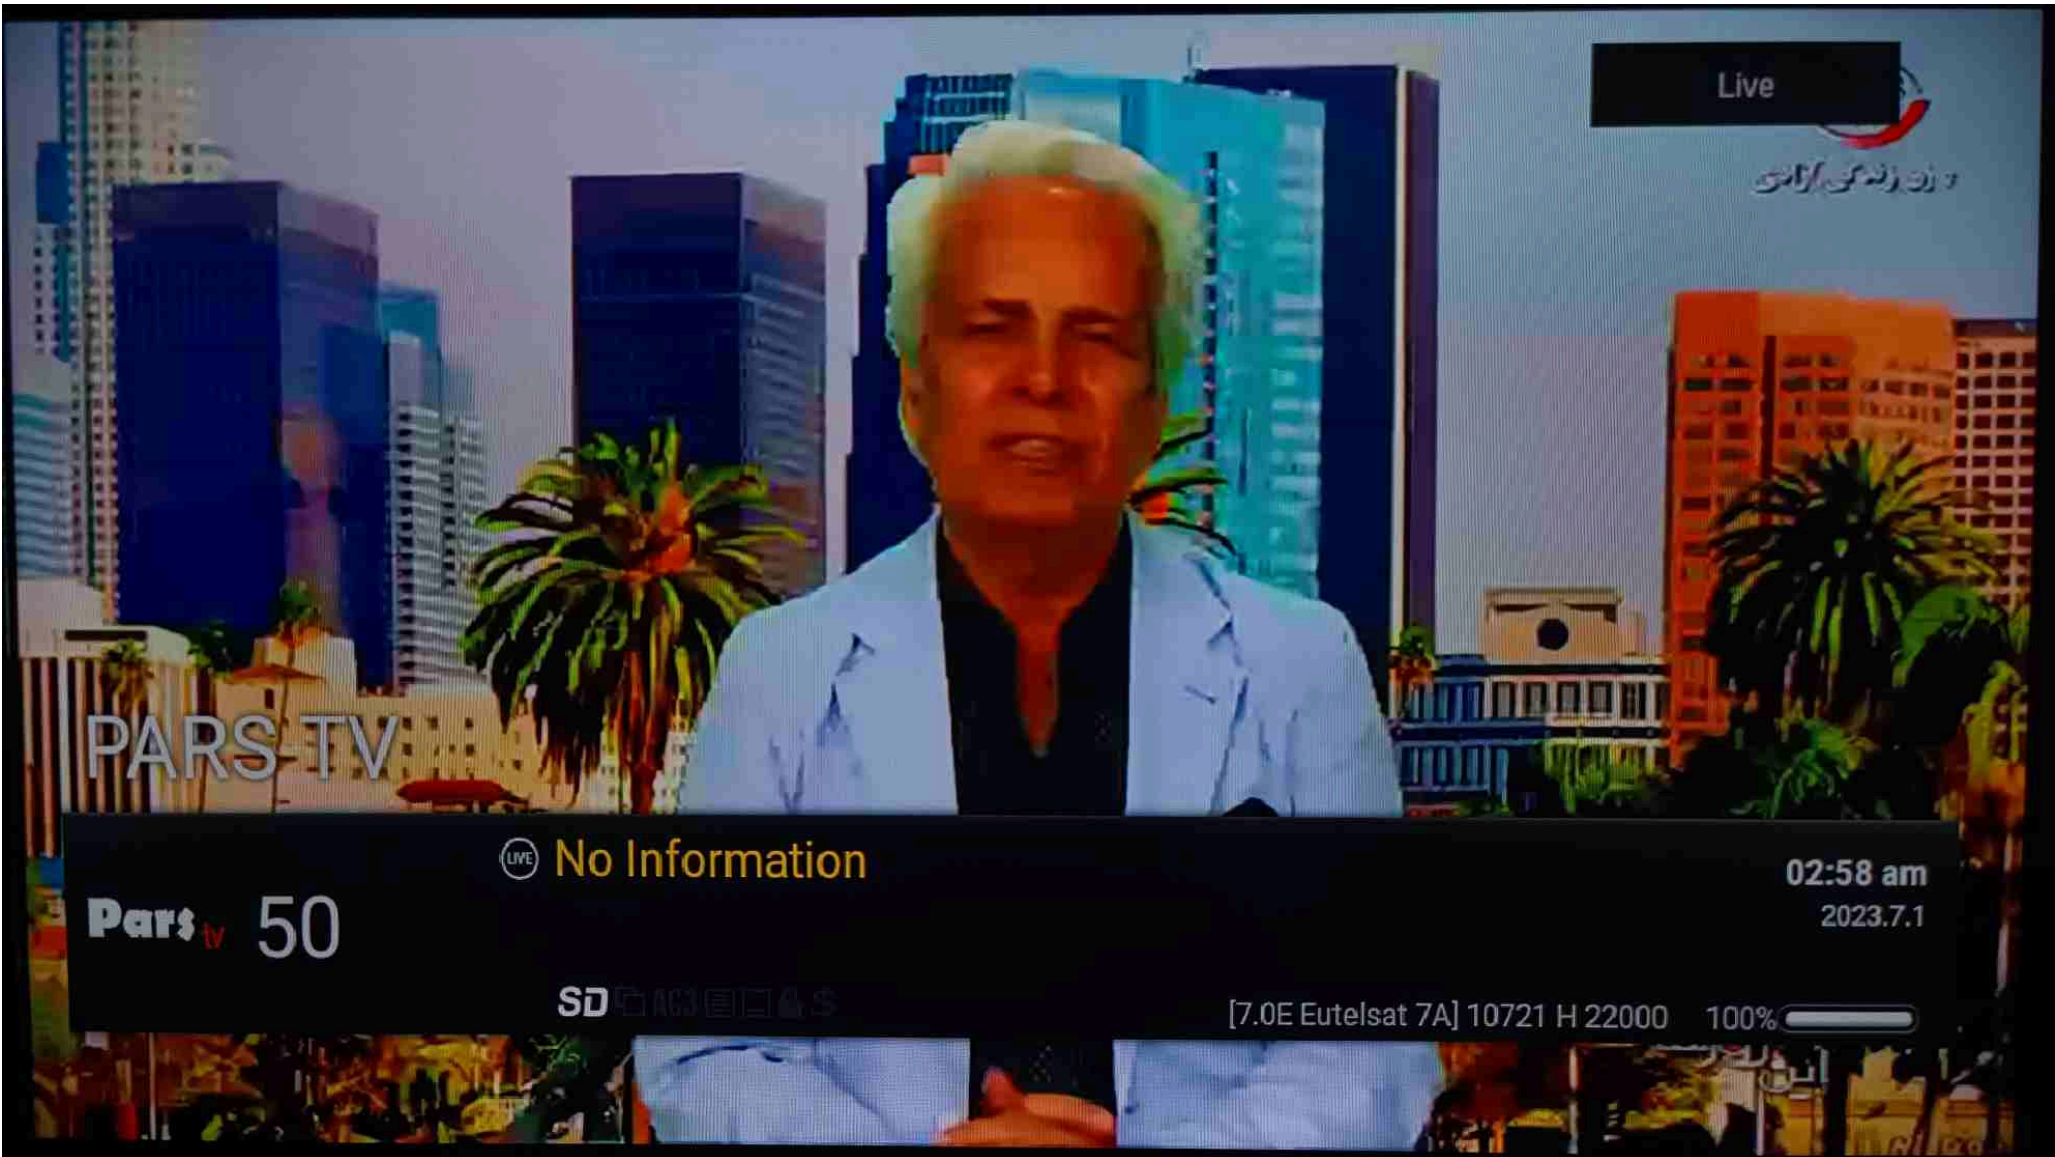 Live
PARS TV
LIVE No Information
02:58 am
2023.7.1
Pars tv 50
SD
[7.0E Eutelsat 7A] 10721 H 22000 100%